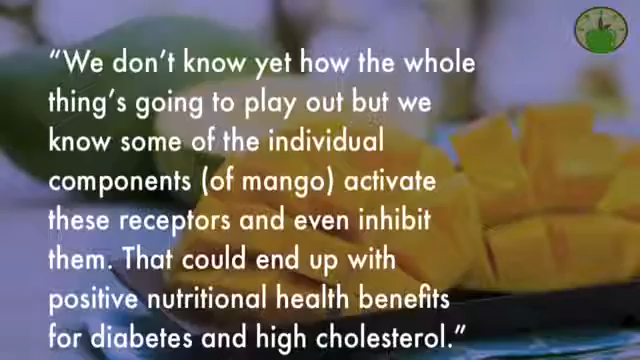 “We don’t know yet how the whole
thing’s going to play out but we
know some of the individual
components (of mango) activate
these receptors and even inhibit
them. That could end up with
positive nutritional health benefits
for diabetes and high cholesterol.”